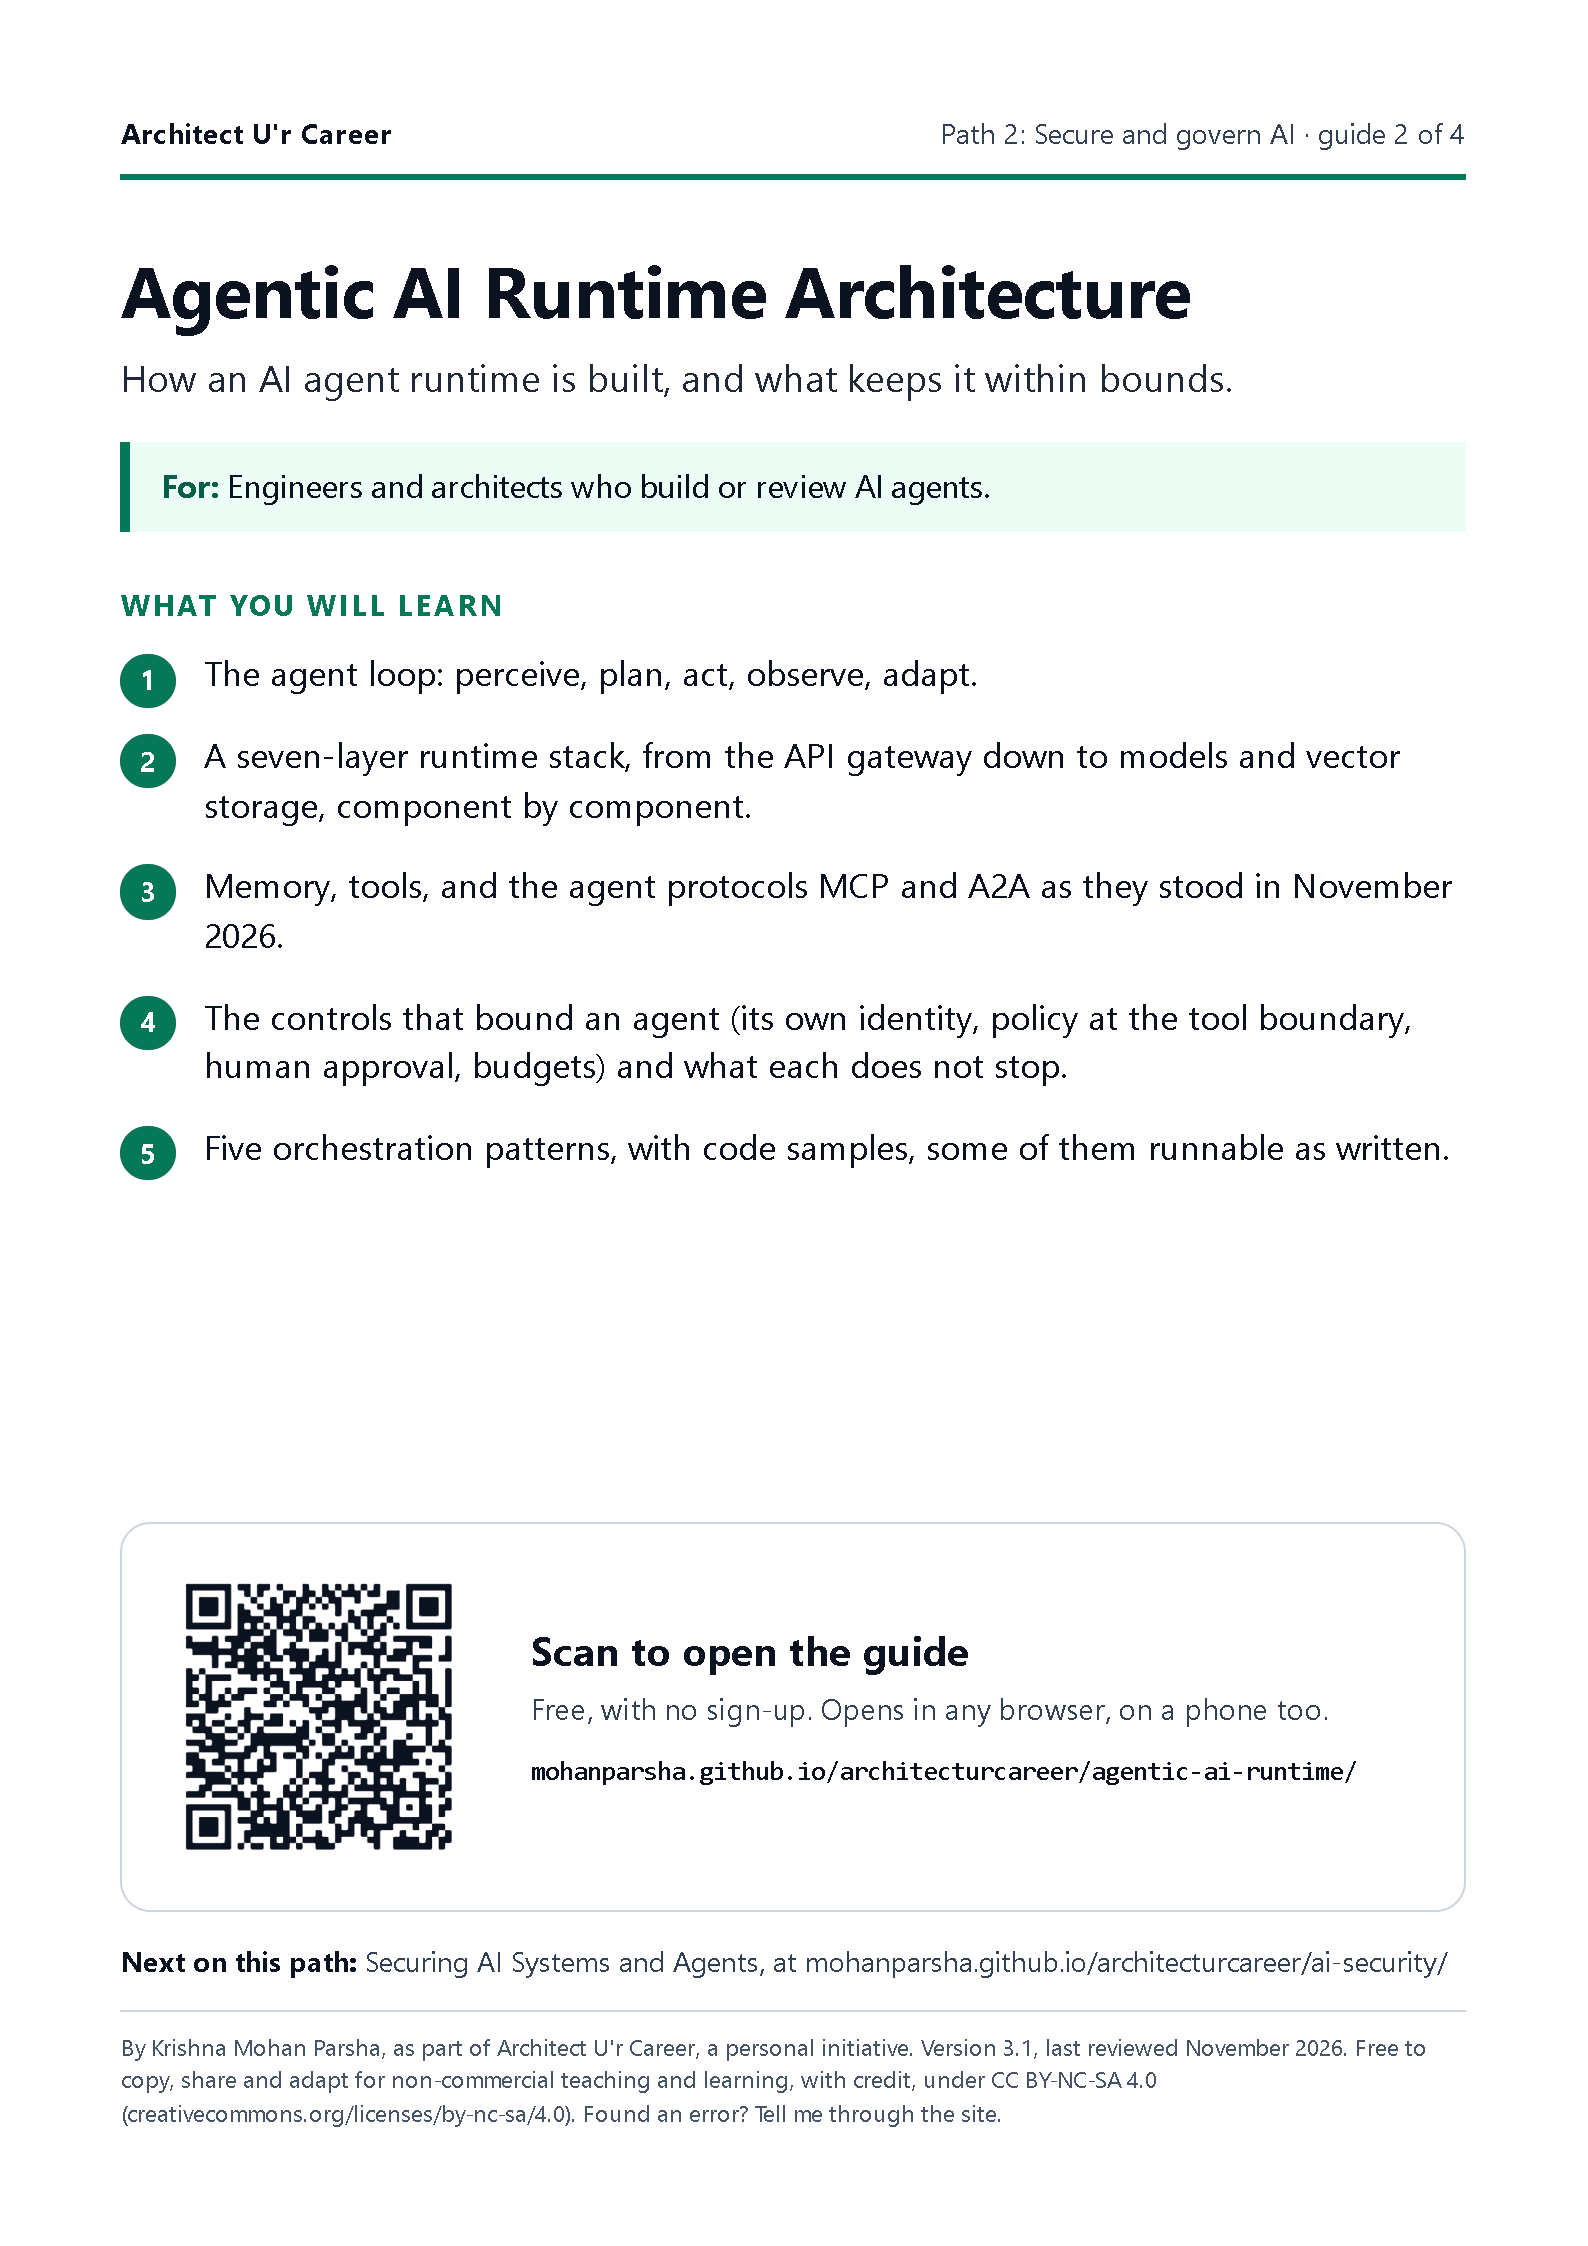 Architect U'r Career
Path 2: Secure and govern AI · guide 2 of 4
Agentic AI Runtime Architecture
How an AI agent runtime is built, and what keeps it within bounds.
For: Engineers and architects who build or review AI agents.
WHAT YOU WILL LEARN
1 The agent loop: perceive, plan, act, observe, adapt.
2 A seven-layer runtime stack, from the API gateway down to models and vector
storage, component by component.
3 Memory, tools, and the agent protocols MCP and A2A as they stood in November
2026.
4 The controls that bound an agent (its own identity, policy at the tool boundary,
human approval, budgets) and what each does not stop.
5 Five orchestration patterns, with code samples, some of them runnable as written.
Scan to open the guide
Free, with no sign-up. Opens in any browser, on a phone too.
mohanparsha.github.io/architecturcareer/agentic-ai-runtime/
Next on this path: Securing AI Systems and Agents, at mohanparsha.github.io/architecturcareer/ai-security/
By Krishna Mohan Parsha, as part of Architect U'r Career, a personal initiative. Version 3.1, last reviewed November 2026. Free to
copy, share and adapt for non-commercial teaching and learning, with credit, under CC BY-NC-SA 4.0
(creativecommons.org/licenses/by-nc-sa/4.0). Found an error? Tell me through the site.